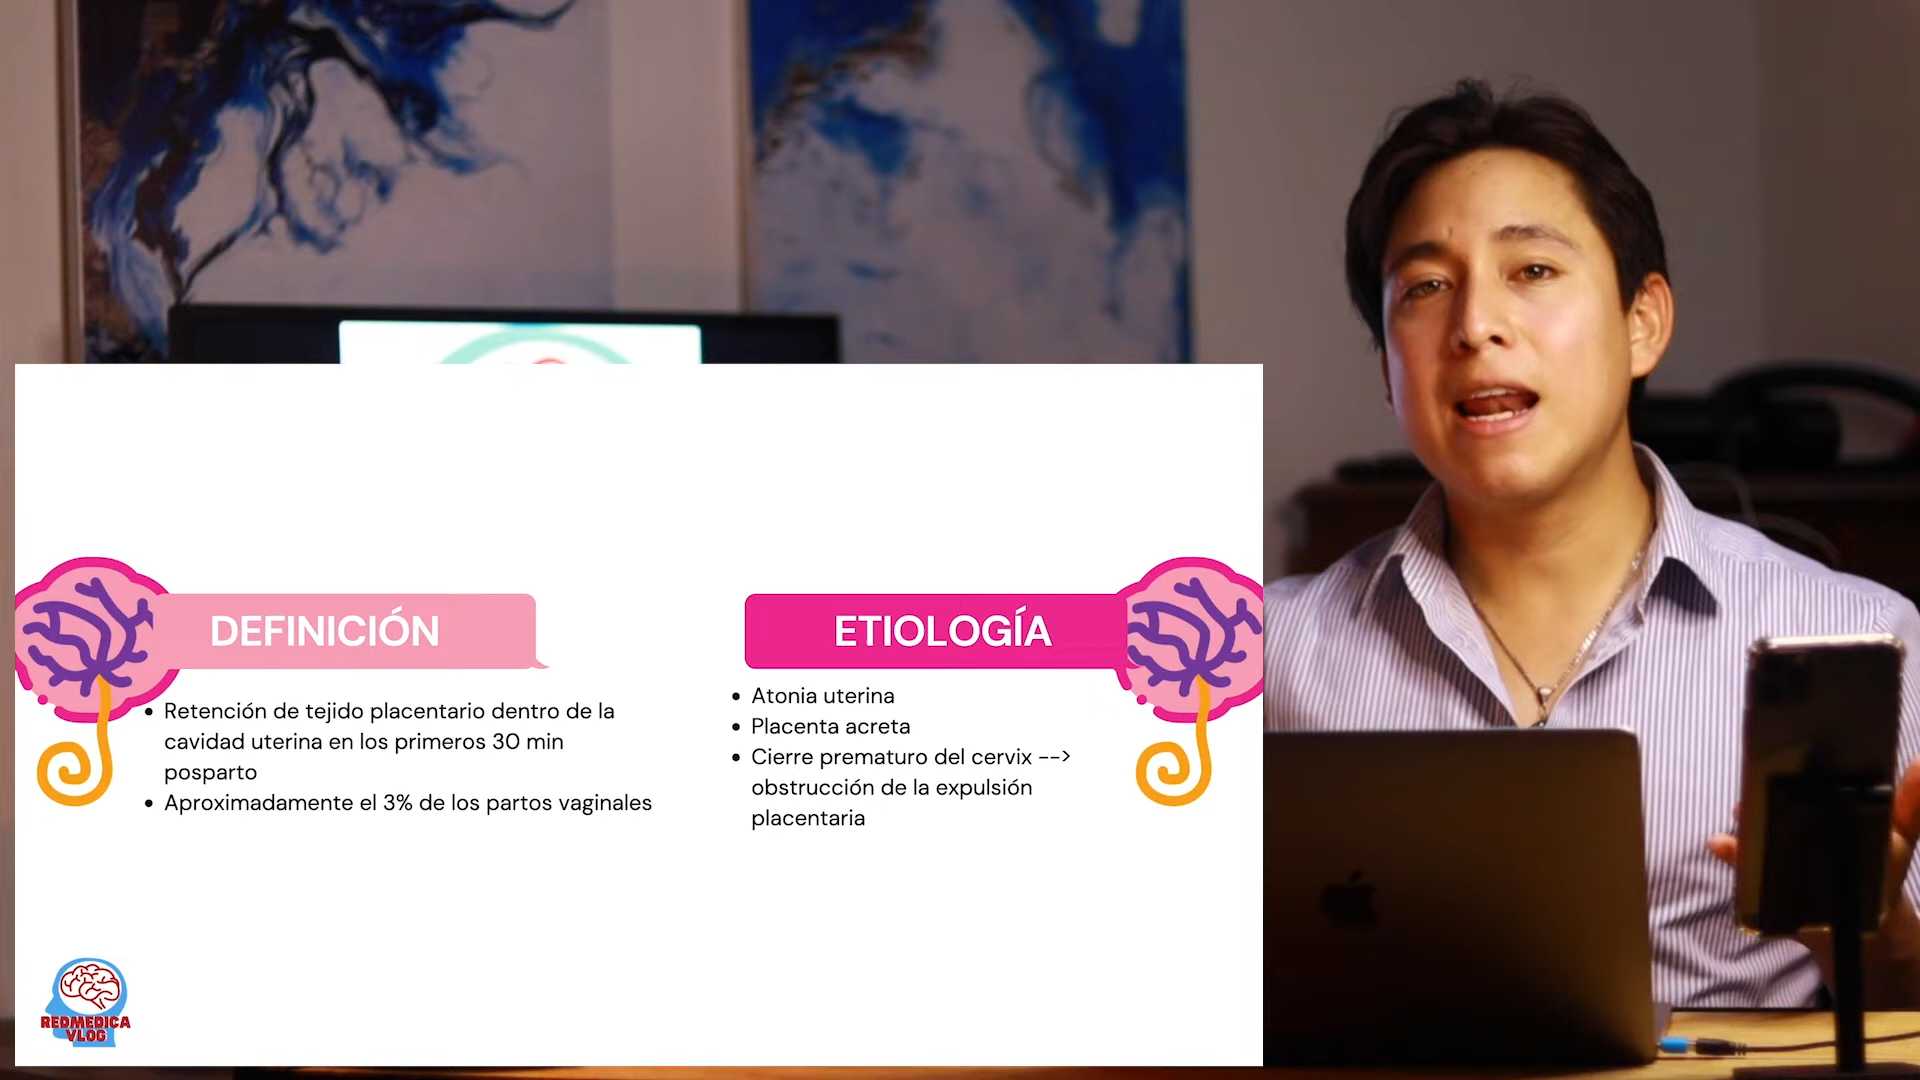 DEFINICIÓN
Retención de tejido placentario dentro de la
cavidad uterina en los primeros 30 min
posparto
Aproximadamente el 3% de los partos vaginales
ETIOLOGÍA
Atonia uterina
Placenta acreta
Cierre prematuro del cervix -->
obstrucción de la expulsión
placentaria
REDMEDICA
VLOG